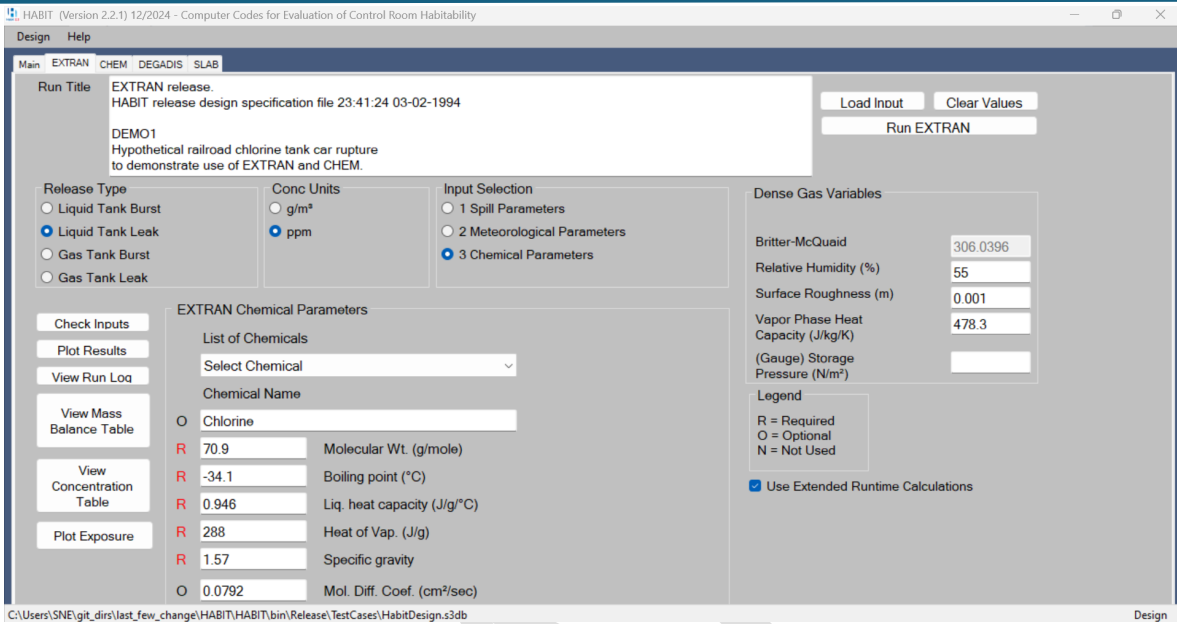 HABIT (Version 2.2.1) 12/2024 - Computer Codes for Evaluation of Control Room Habitability
Design Help
Main EXTRAN CHEM DEGADIS SLAB
Run Title
EXTRAN release.
HABIT release design specification file 23:41:24 03-02-1994
DEMO1
Hypothetical railroad chlorine tank car rupture
to demonstrate use of EXTRAN and CHEM.
Load Input Clear Values
Run EXTRAN
Release Type
Liquid Tank Burst
Liquid Tank Leak
Gas Tank Burst
Gas Tank Leak
Conc Units
g/m³
ppm
Input Selection
1 Spill Parameters
2 Meteorological Parameters
3 Chemical Parameters
Dense Gas Variables
Britter-McQuaid 306.0396
Relative Humidity (%) 55
Surface Roughness (m) 0.001
Vapor Phase Heat
Capacity (J/kg/K) 478.3
(Gauge) Storage
Pressure (N/m²)
Check Inputs
Plot Results
View Run Log
View Mass
Balance Table
View
Concentration
Table
Plot Exposure
EXTRAN Chemical Parameters
List of Chemicals
Select Chemical
Chemical Name
O Chlorine
R 70.9 Molecular Wt. (g/mole)
R -34.1 Boiling point (°C)
R 0.946 Liq. heat capacity (J/g/°C)
R 288 Heat of Vap. (J/g)
R 1.57 Specific gravity
O 0.0792 Mol. Diff. Coef. (cm²/sec)
Legend
R = Required
O = Optional
N = Not Used
Use Extended Runtime Calculations
C:\Users\SNE\git_dirs\last_few_change\HABIT\HABIT\bin\Release\TestCases\HabitDesign.s3db Design